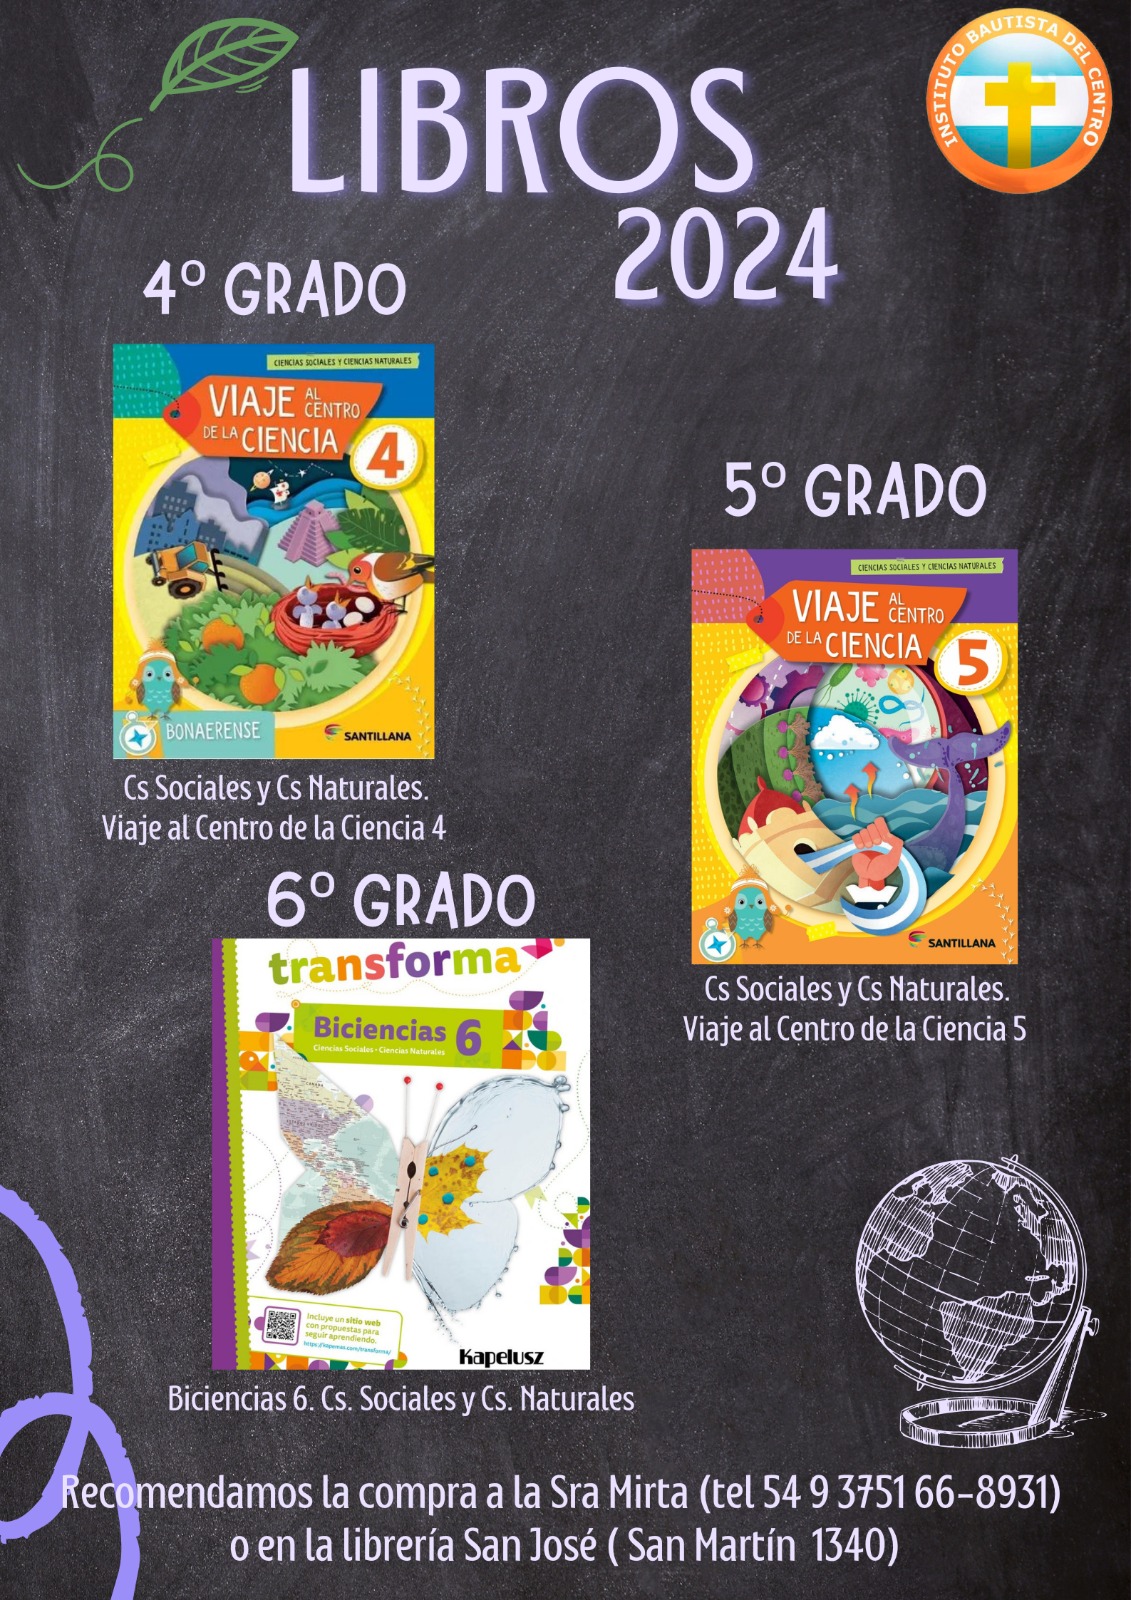 LIBROS
2024
INSTITUTO BAUTISTA DEL CENTRO
4º GRADO
CIENCIAS SOCIALES Y CIENCIAS NATURALES
VIAJE AL
CENTRO
DE LA CIENCIA
4
BONAERENSE
SANTILLANA
Cs Sociales y Cs Naturales.
Viaje al Centro de la Ciencia 4
5º GRADO
CIENCIAS SOCIALES Y CIENCIAS NATURALES
VIAJE AL
CENTRO
DE LA CIENCIA
5
SANTILLANA
Cs Sociales y Cs Naturales.
Viaje al Centro de la Ciencia 5
6º GRADO
transforma
Biciencias 6
Ciencias Sociales • Ciencias Naturales
Incluye un sitio web
con propuestas para
seguir aprendiendo.
Kapelusz
Biciencias 6. Cs. Sociales y Cs. Naturales
Recomendamos la compra a la Sra Mirta (tel 54 9 3751 66-8931)
o en la librería San José ( San Martín 1340)